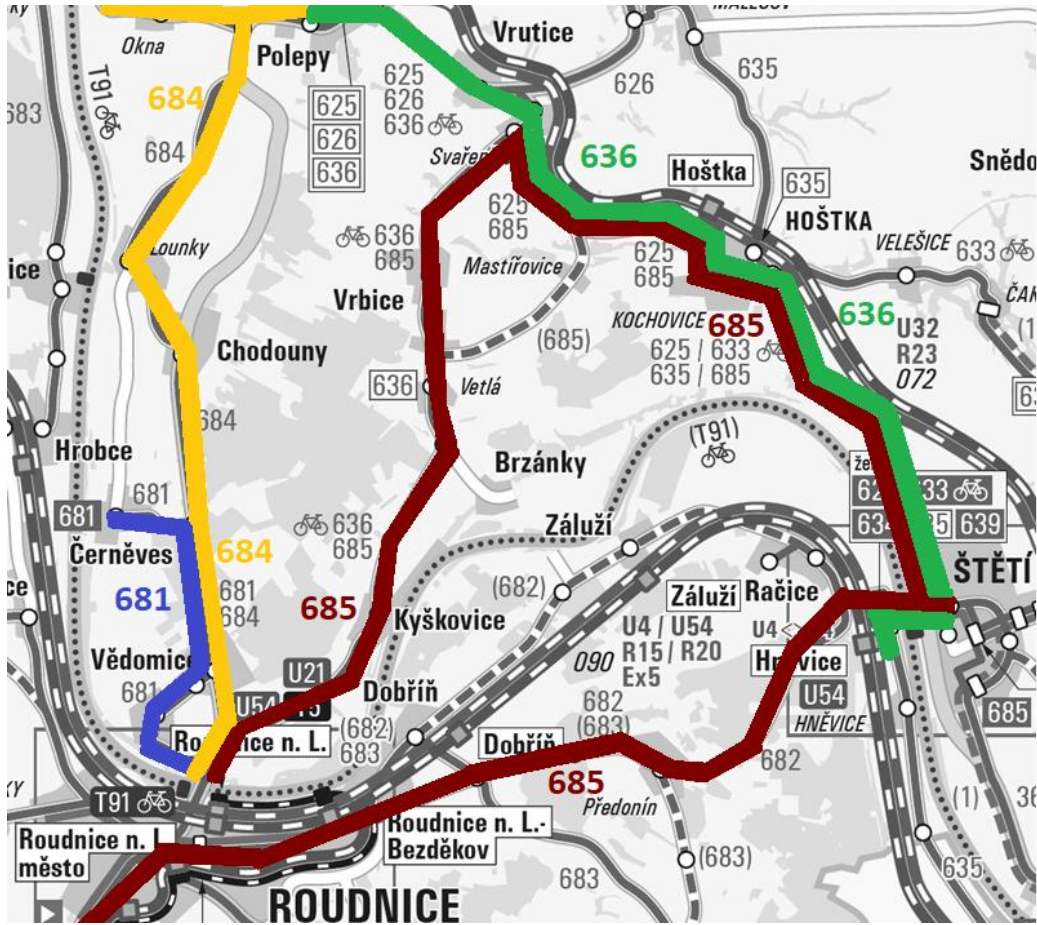 Okna
Polepy
Vrutice
T91
683
684
684
625
626
636
625
626
636
626
635
636
635
Hoštka
HOŠTKA
VELEŠICE
633
Lounky
636
685
Vrbice
625
685
Mastířovice
625
685
KOCHOVICE
685
625 / 633
635 / 685
636
U32
R23
072
(685)
Chodouny
684
636
Vetlá
Hrobce
681
681
Černěves
681
684
681
684
Brzánky
(T91)
636
685
685
Záluží
(682)
Kyškovice
639
ŠTĚTÍ
Záluží
Račice
U4 / U54
R15 / R20
Ex5
090
U4
U54
HNĚVICE
685
Vědomice
681
U21
U54
Dobříň
(682)
683
682
(683)
Dobříň
685
Předonín
682
(683)
683
T91
Roudnice n. L.-
Bezděkov
město
ROUDNICE
(1)
635